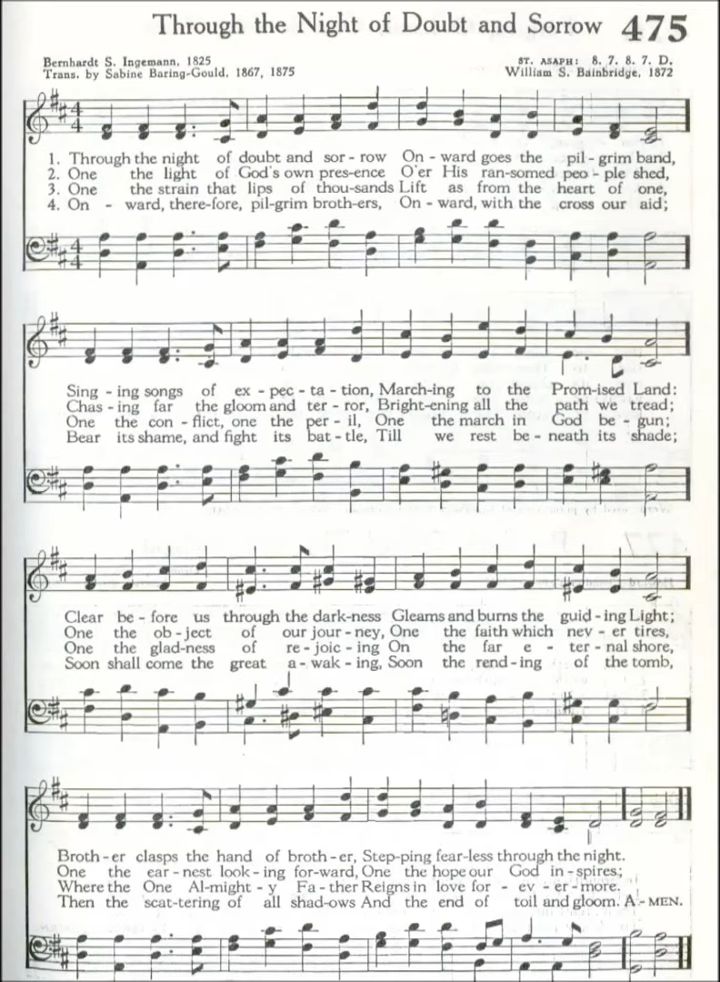 Through the Night of Doubt and Sorrow 475
Bernhardt S. Ingemann, 1825 ST. ASAPH: 8. 7. 8. 7. D.
Trans. by Sabine Baring-Gould, 1867, 1875 William S. Bainbridge, 1872
1. Through the night of doubt and sor - row On - ward goes the pil - grim band,
2. One the light of God's own pres-ence O'er His ran-somed peo - ple shed,
3. One the strain that lips of thou-sands Lift as from the heart of one,
4. On - ward, there-fore, pil-grim broth-ers, On - ward, with the cross our aid;
Sing - ing songs of ex - pec - ta - tion, March-ing to the Prom-ised Land:
Chas - ing far the gloom and ter - ror, Bright-ening all the path we tread;
One the con - flict, one the per - il, One the march in God be - gun;
Bear its shame, and fight its bat - tle, Till we rest be - neath its shade;
Clear be - fore us through the dark-ness Gleams and burns the guid - ing Light;
One the ob - ject of our jour - ney, One the faith which nev - er tires,
One the glad-ness of re - joic - ing On the far e - ter - nal shore,
Soon shall come the great a - wak - ing, Soon the rend - ing of the tomb,
Broth - er clasps the hand of broth - er, Step-ping fear-less through the night.
One the ear - nest look - ing for-ward, One the hope our God in - spires;
Where the One Al-might - y Fa - ther Reigns in love for - ev - er - more.
Then the scat-tering of all shad-ows And the end of toil and gloom. A - MEN.